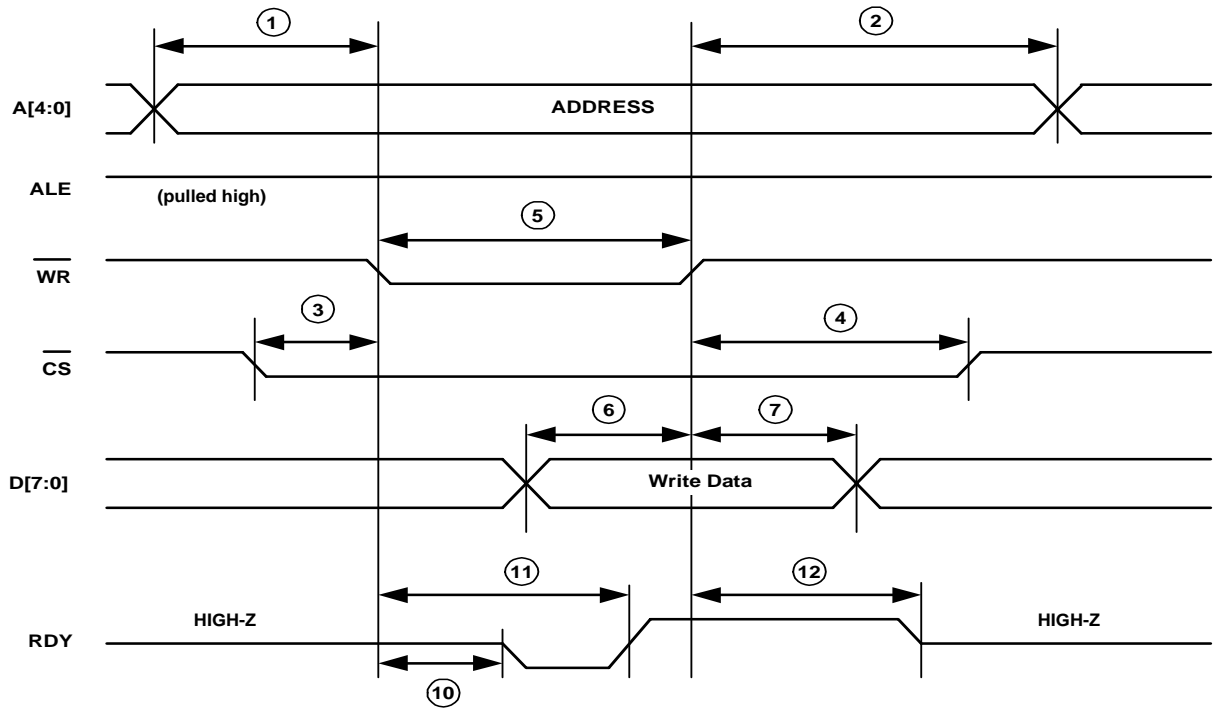 1
2
A[4:0]
ADDRESS
ALE
(pulled high)
5
WR
3
4
CS
6
7
D[7:0]
Write Data
11
12
HIGH-Z
HIGH-Z
RDY
10